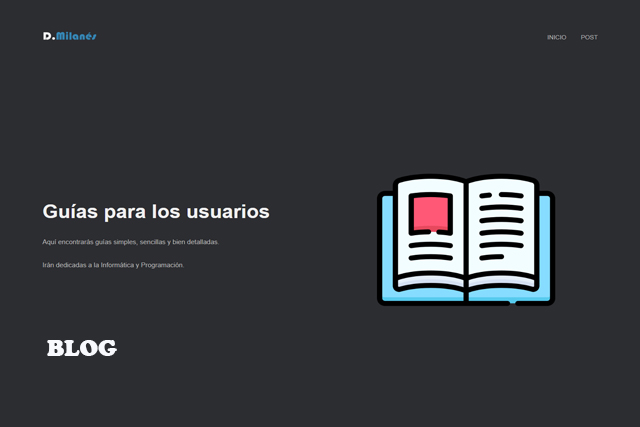 D.Milanés
INICIO POST
Guías para los usuarios
Aquí encontrarás guías simples, sencillas y bien detalladas.
Irán dedicadas a la Informática y Programación.
BLOG